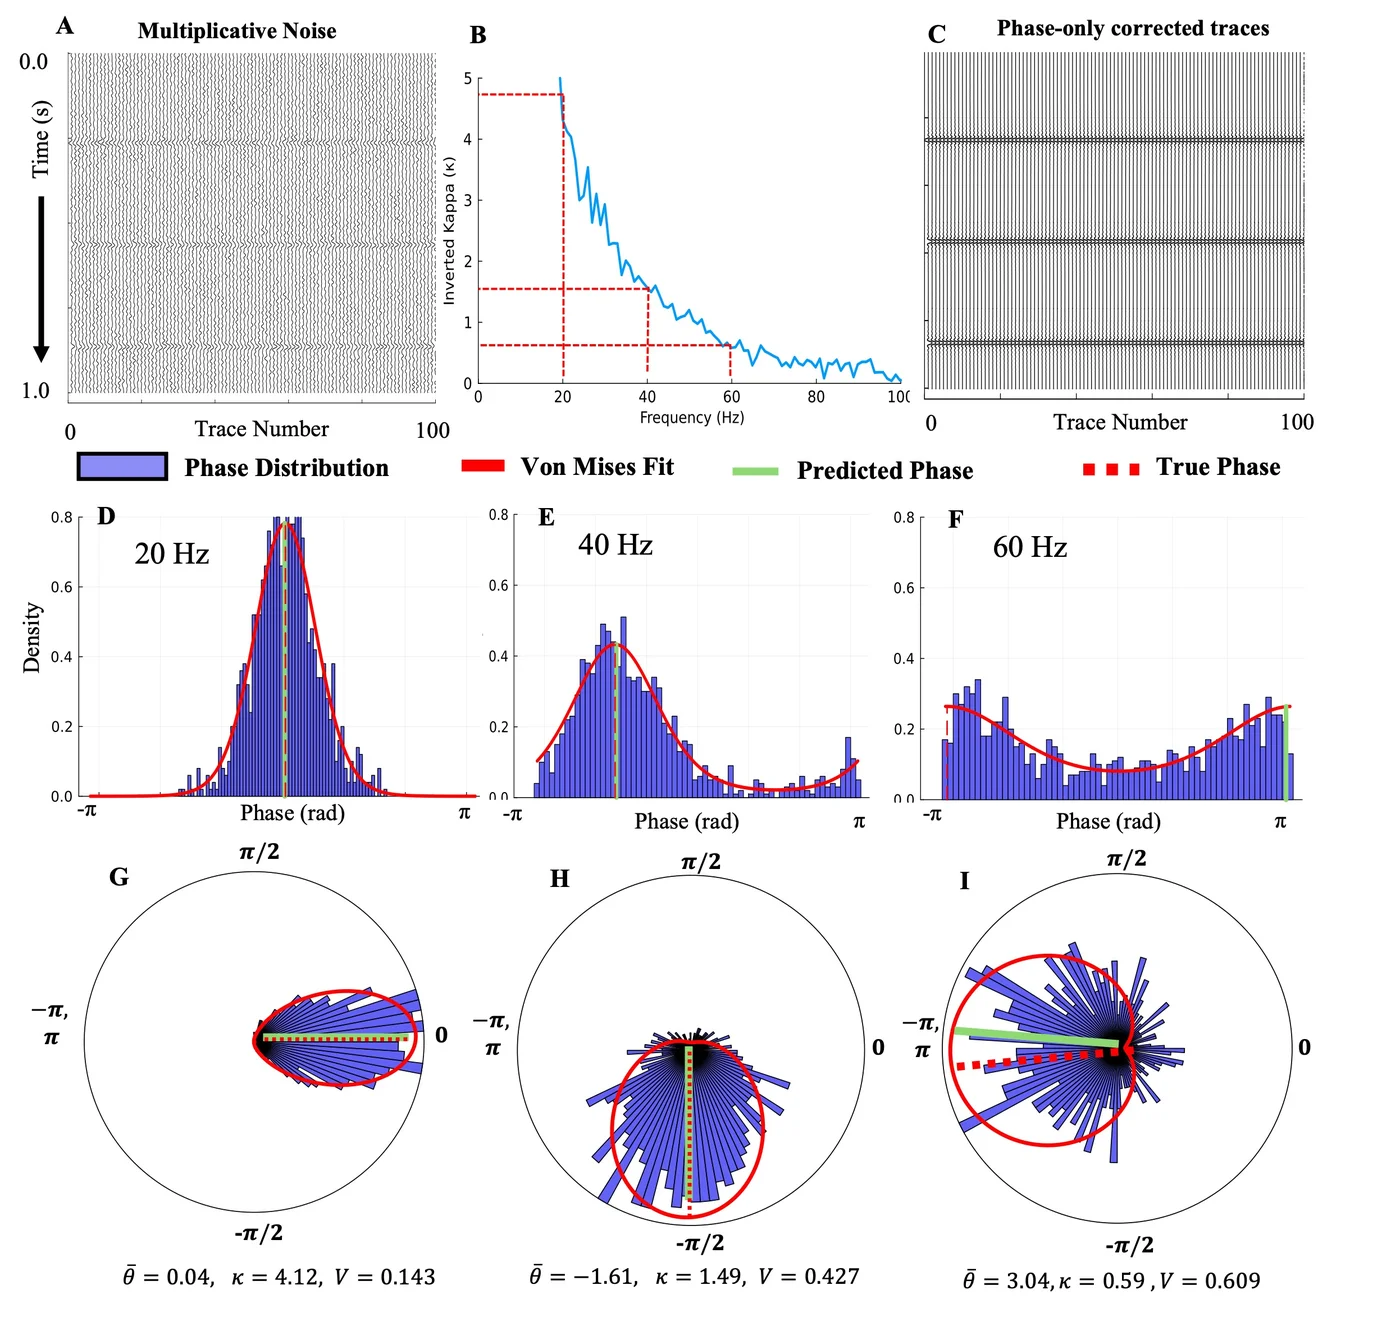 A
Multiplicative Noise
0.0
Time (s)
1.0
0
Trace Number
100
B
5
4
3
2
1
0
Inverted Kappa (κ)
0
20
40
60
80
Frequency (Hz)
C
Phase-only corrected traces
0
Trace Number
100
Phase Distribution
Von Mises Fit
Predicted Phase
True Phase
D
20 Hz
Density
0.8
0.6
0.4
0.2
0.0
-π
Phase (rad)
π
E
40 Hz
0.8
0.6
0.4
0.2
0.0
-π
Phase (rad)
π
F
60 Hz
0.8
0.6
0.4
0.2
0.0
-π
Phase (rad)
π
G
π/2
−π,
π
0
-π/2
θ̄ = 0.04, κ = 4.12, V = 0.143
H
π/2
−π,
π
0
-π/2
θ̄ = −1.61, κ = 1.49, V = 0.427
I
π/2
−π,
π
0
-π/2
θ̄ = 3.04, κ = 0.59 , V = 0.609